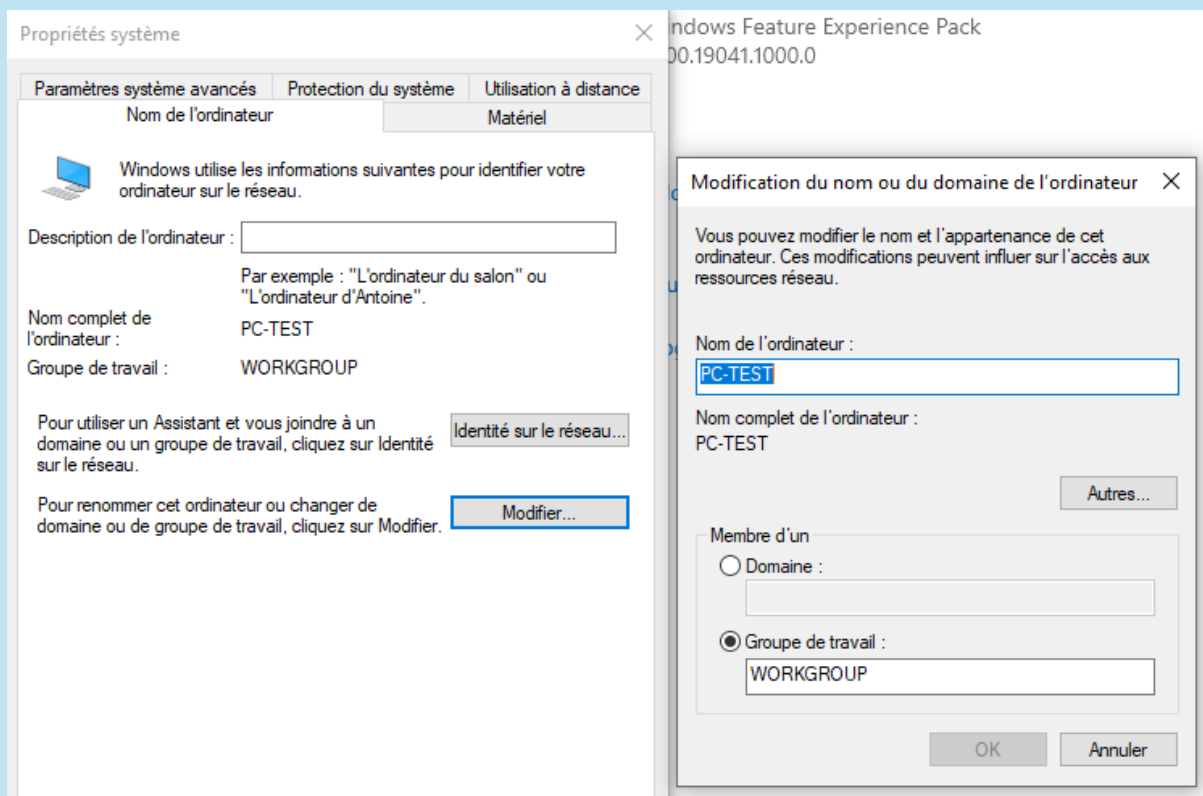 Propriétés système
Paramètres système avancés
Protection du système
Utilisation à distance
Nom de l'ordinateur
Matériel
Windows utilise les informations suivantes pour identifier votre
ordinateur sur le réseau.
Description de l'ordinateur :
Par exemple : "L'ordinateur du salon" ou
"L'ordinateur d'Antoine".
Nom complet de
l'ordinateur :
PC-TEST
Groupe de travail :
WORKGROUP
Pour utiliser un Assistant et vous joindre à un
domaine ou un groupe de travail, cliquez sur Identité
sur le réseau.
Identité sur le réseau...
Pour renommer cet ordinateur ou changer de
domaine ou de groupe de travail, cliquez sur Modifier.
Modifier...
indows Feature Experience Pack
00.19041.1000.0
Modification du nom ou du domaine de l'ordinateur
Vous pouvez modifier le nom et l'appartenance de cet
ordinateur. Ces modifications peuvent influer sur l'accès aux
ressources réseau.
Nom de l'ordinateur :
PC-TEST
Nom complet de l'ordinateur :
PC-TEST
Autres...
Membre d'un
Domaine :
Groupe de travail :
WORKGROUP
OK
Annuler